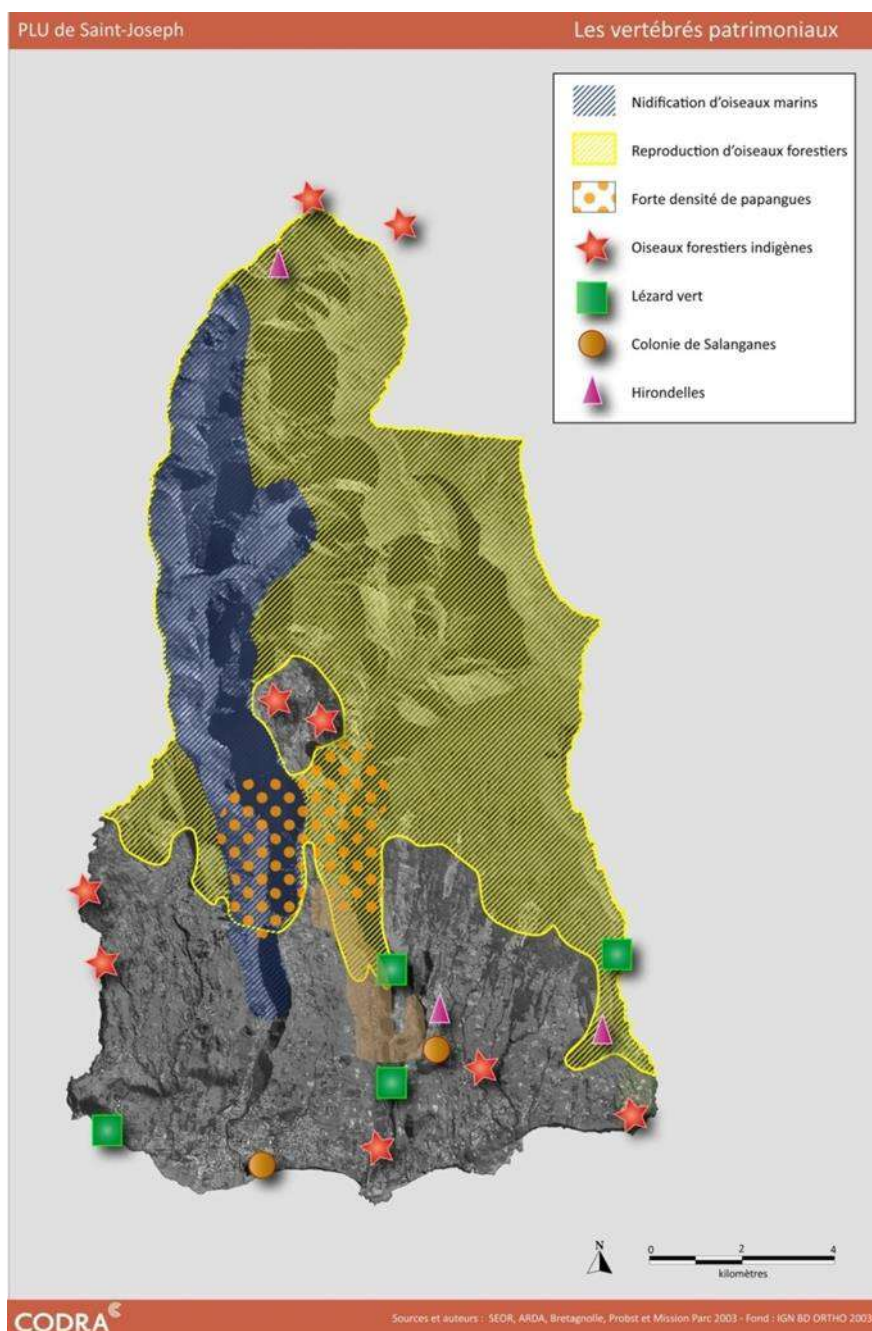 PLU de Saint-Joseph
Les vertébrés patrimoniaux
Nidification d'oiseaux marins
Reproduction d'oiseaux forestiers
Forte densité de papangues
Oiseaux forestiers indigènes
Lézard vert
Colonie de Salanganes
Hirondelles
N
0 2 4
kilomètres
CODRA
Sources et auteurs : SEOR, ARDA, Bretagnolle, Probst et Mission Parc 2003 - Fond : IGN BD ORTHO 2003